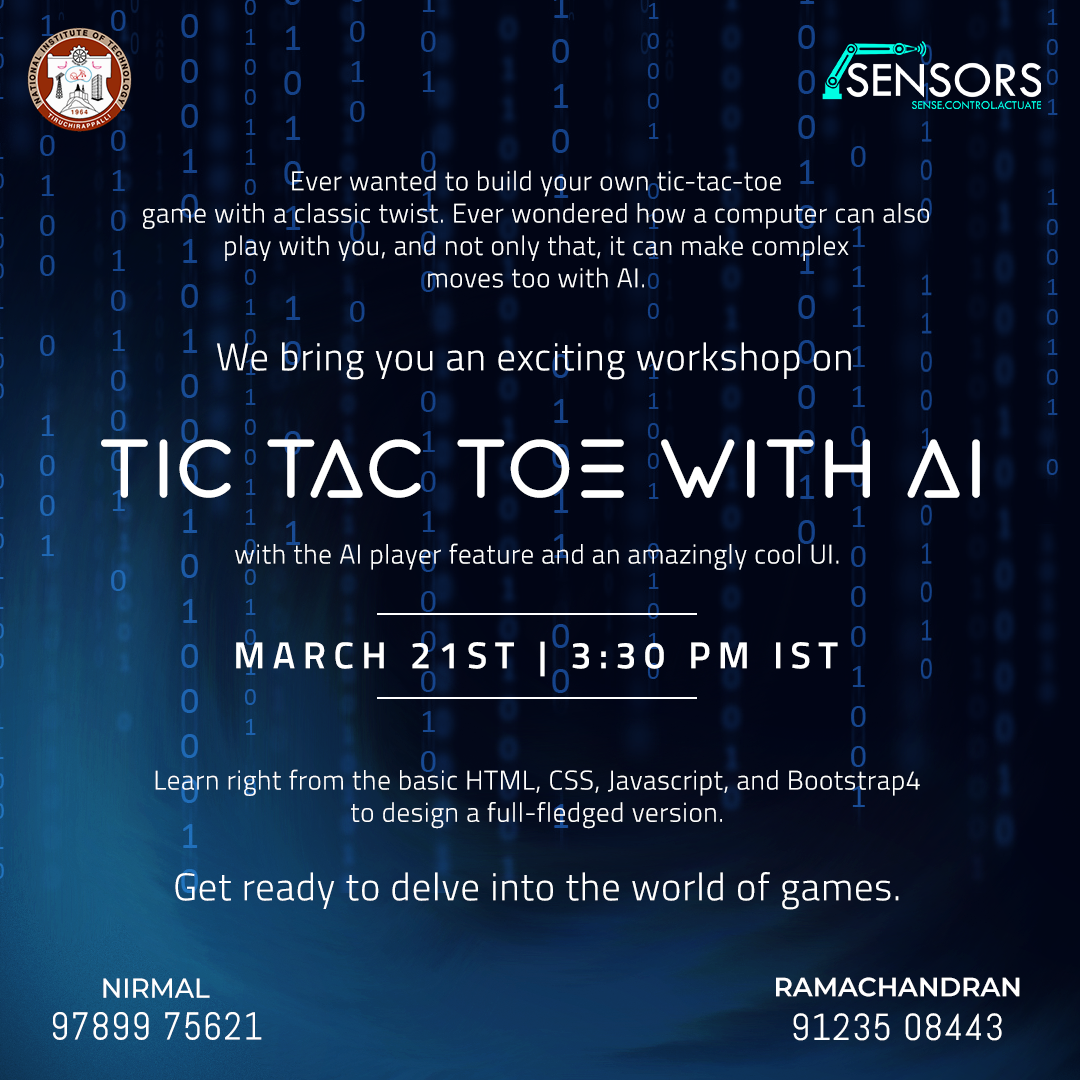 NATIONAL INSTITUTE OF TECHNOLOGY
1964
TIRUCHIRAPPALLI
SENSORS
SENSE.CONTROL.ACTUATE
Ever wanted to build your own tic-tac-toe
game with a classic twist. Ever wondered how a computer can also
play with you, and not only that, it can make complex
moves too with AI.
We bring you an exciting workshop on
TIC TAC TOE WITH AI
with the AI player feature and an amazingly cool UI.
MARCH 21ST | 3:30 PM IST
Learn right from the basic HTML, CSS, Javascript, and Bootstrap4
to design a full-fledged version.
Get ready to delve into the world of games.
NIRMAL
97899 75621
RAMACHANDRAN
91235 08443